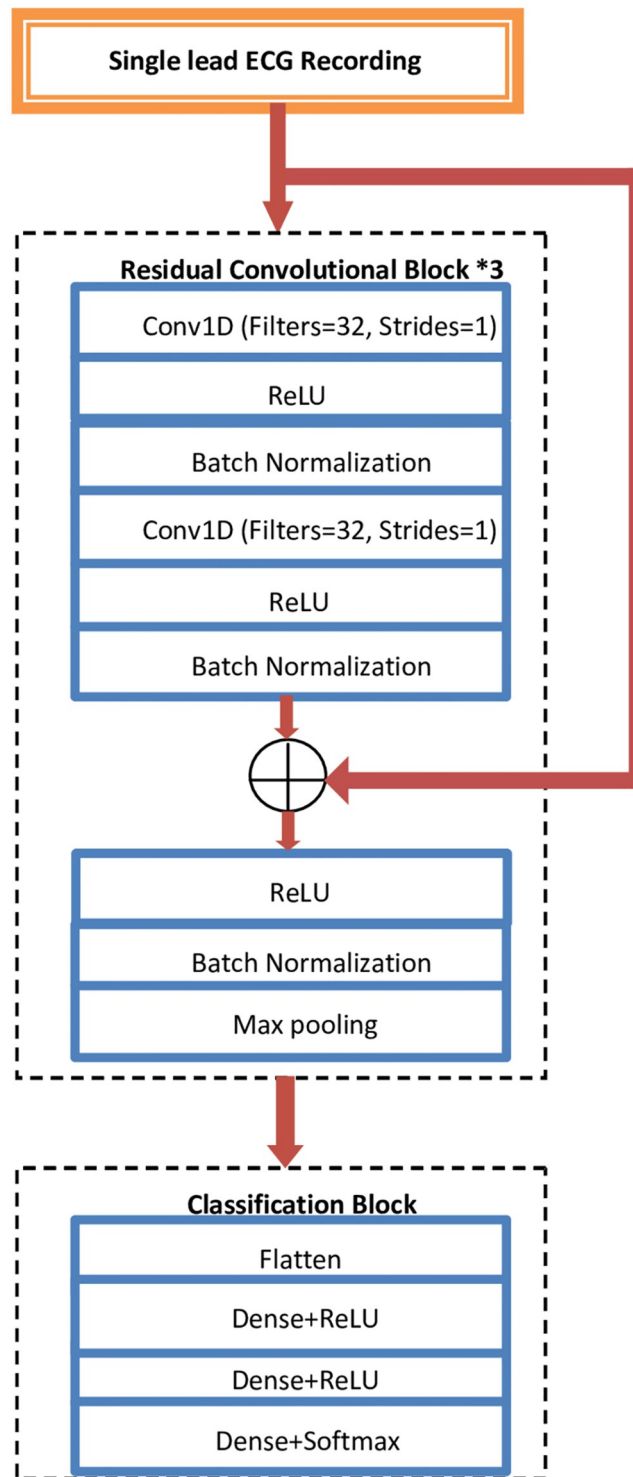 Single lead ECG Recording
Residual Convolutional Block *3
Conv1D (Filters=32, Strides=1)
ReLU
Batch Normalization
Conv1D (Filters=32, Strides=1)
ReLU
Batch Normalization
ReLU
Batch Normalization
Max pooling
Classification Block
Flatten
Dense+ReLU
Dense+ReLU
Dense+Softmax